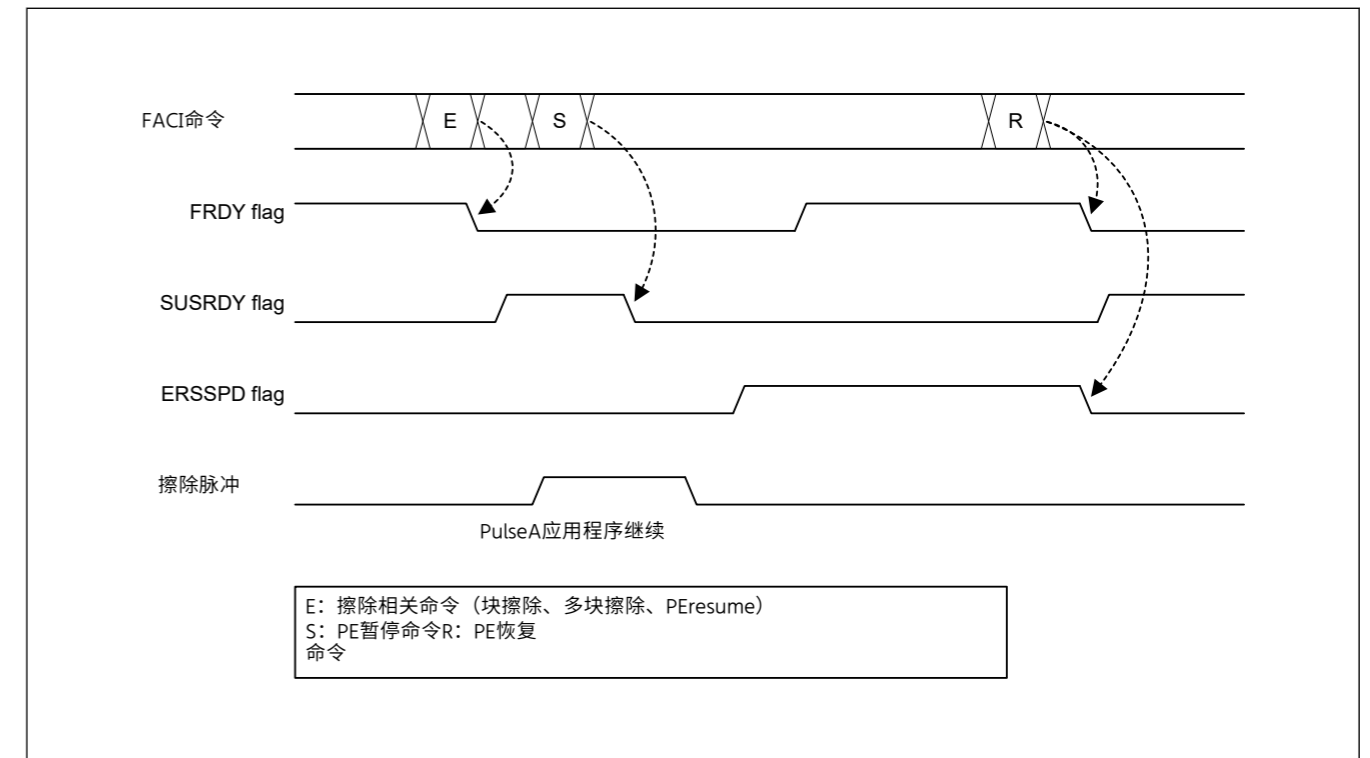 FACI命令
E
S
R
FRDY flag
SUSRDY flag
ERSSPD flag
擦除脉冲
PulseA应用程序继续
E：擦除相关命令（块擦除、多块擦除、PEresume）
S：PE暂停命令R：PE恢复
命令